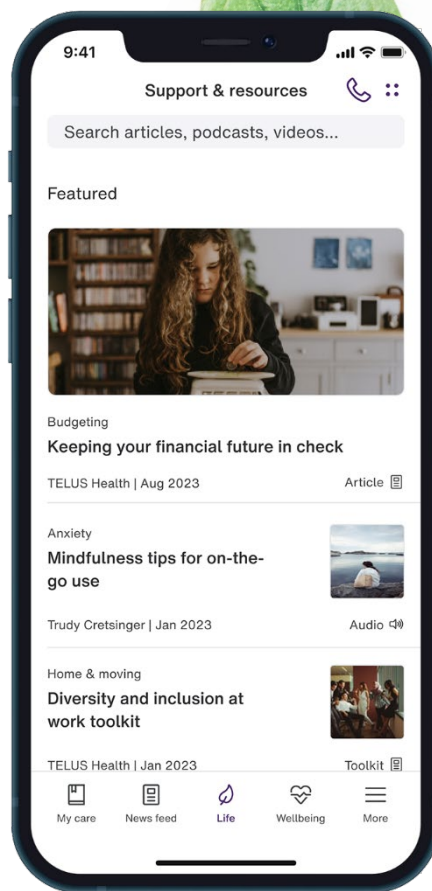 9:41
Support & resources
Search articles, podcasts, videos...
Featured
Budgeting
Keeping your financial future in check
TELUS Health | Aug 2023
Article
Anxiety
Mindfulness tips for on-the-
go use
Trudy Cretsinger | Jan 2023
Audio
Home & moving
Diversity and inclusion at
work toolkit
TELUS Health | Jan 2023
Toolkit
My care
News feed
Life
Wellbeing
More